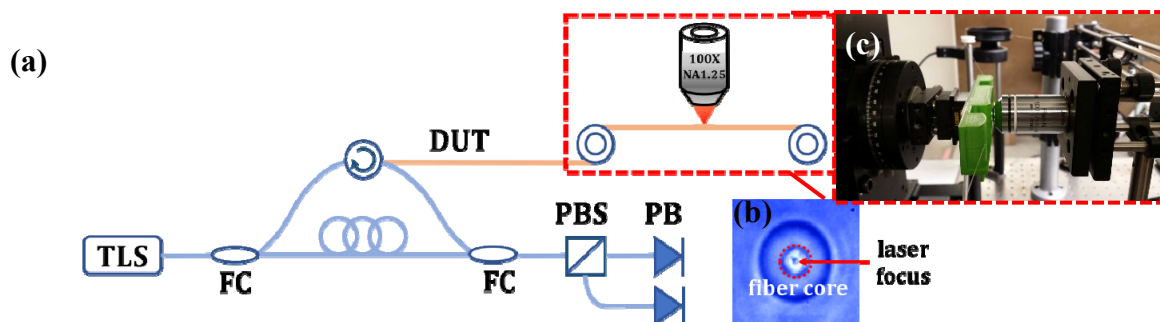 (a)
100X
NA1.25
(c)
DUT
TLS
FC
FC
PBS
PB
(b)
fiber core
laser
focus